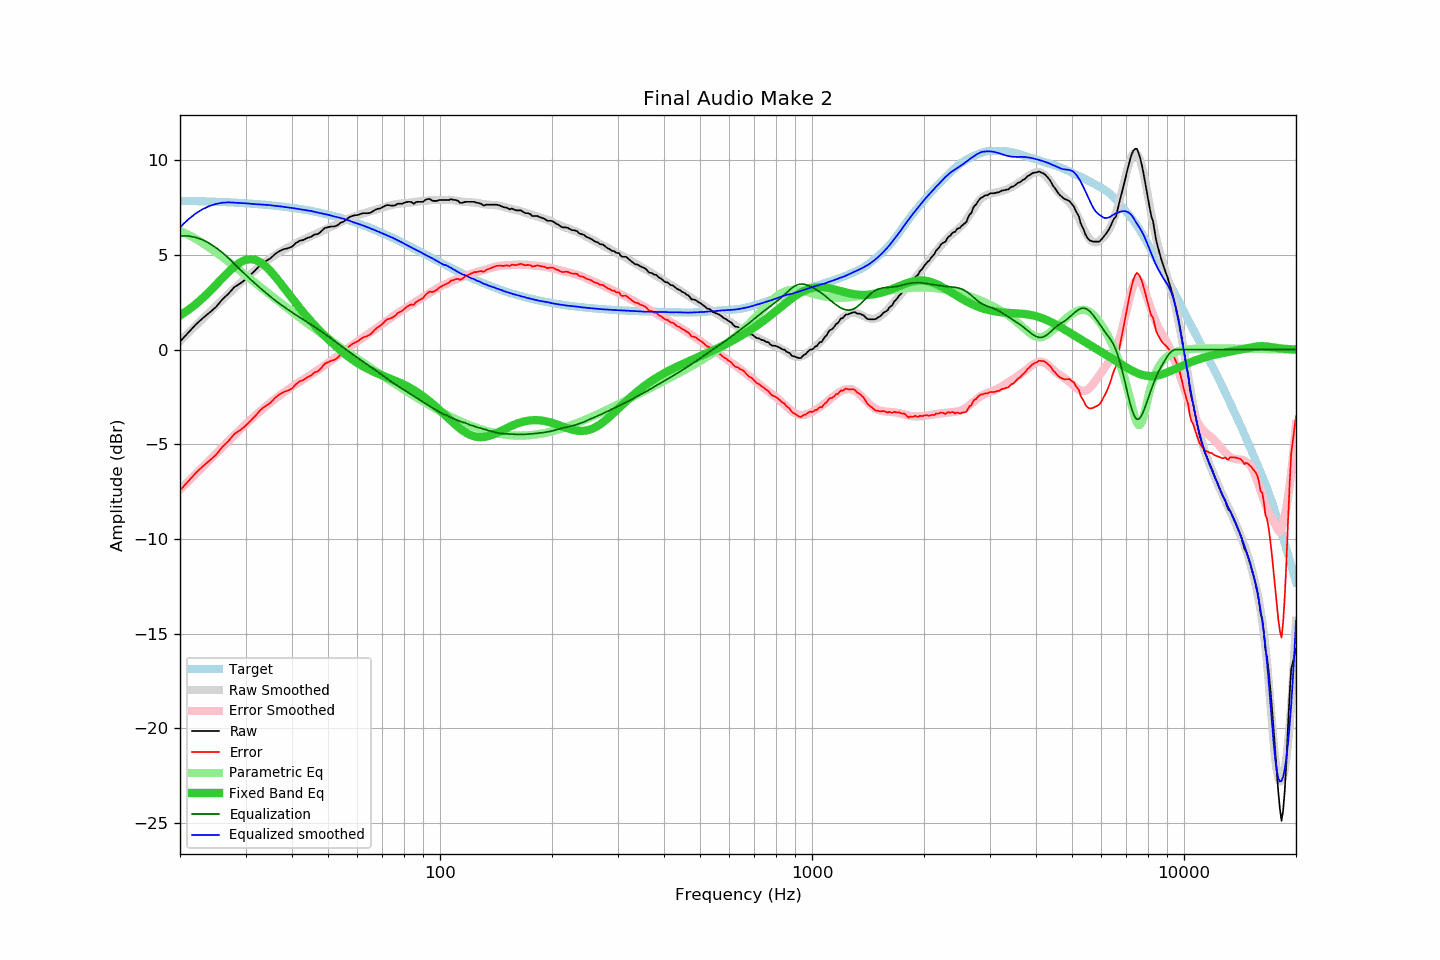 Final Audio Make 2
10
5
0
−5
−10
−15
−20
−25
Amplitude (dBr)
Target
Raw Smoothed
Error Smoothed
Raw
Error
Parametric Eq
Fixed Band Eq
Equalization
Equalized smoothed
100 1000 10000
Frequency (Hz)